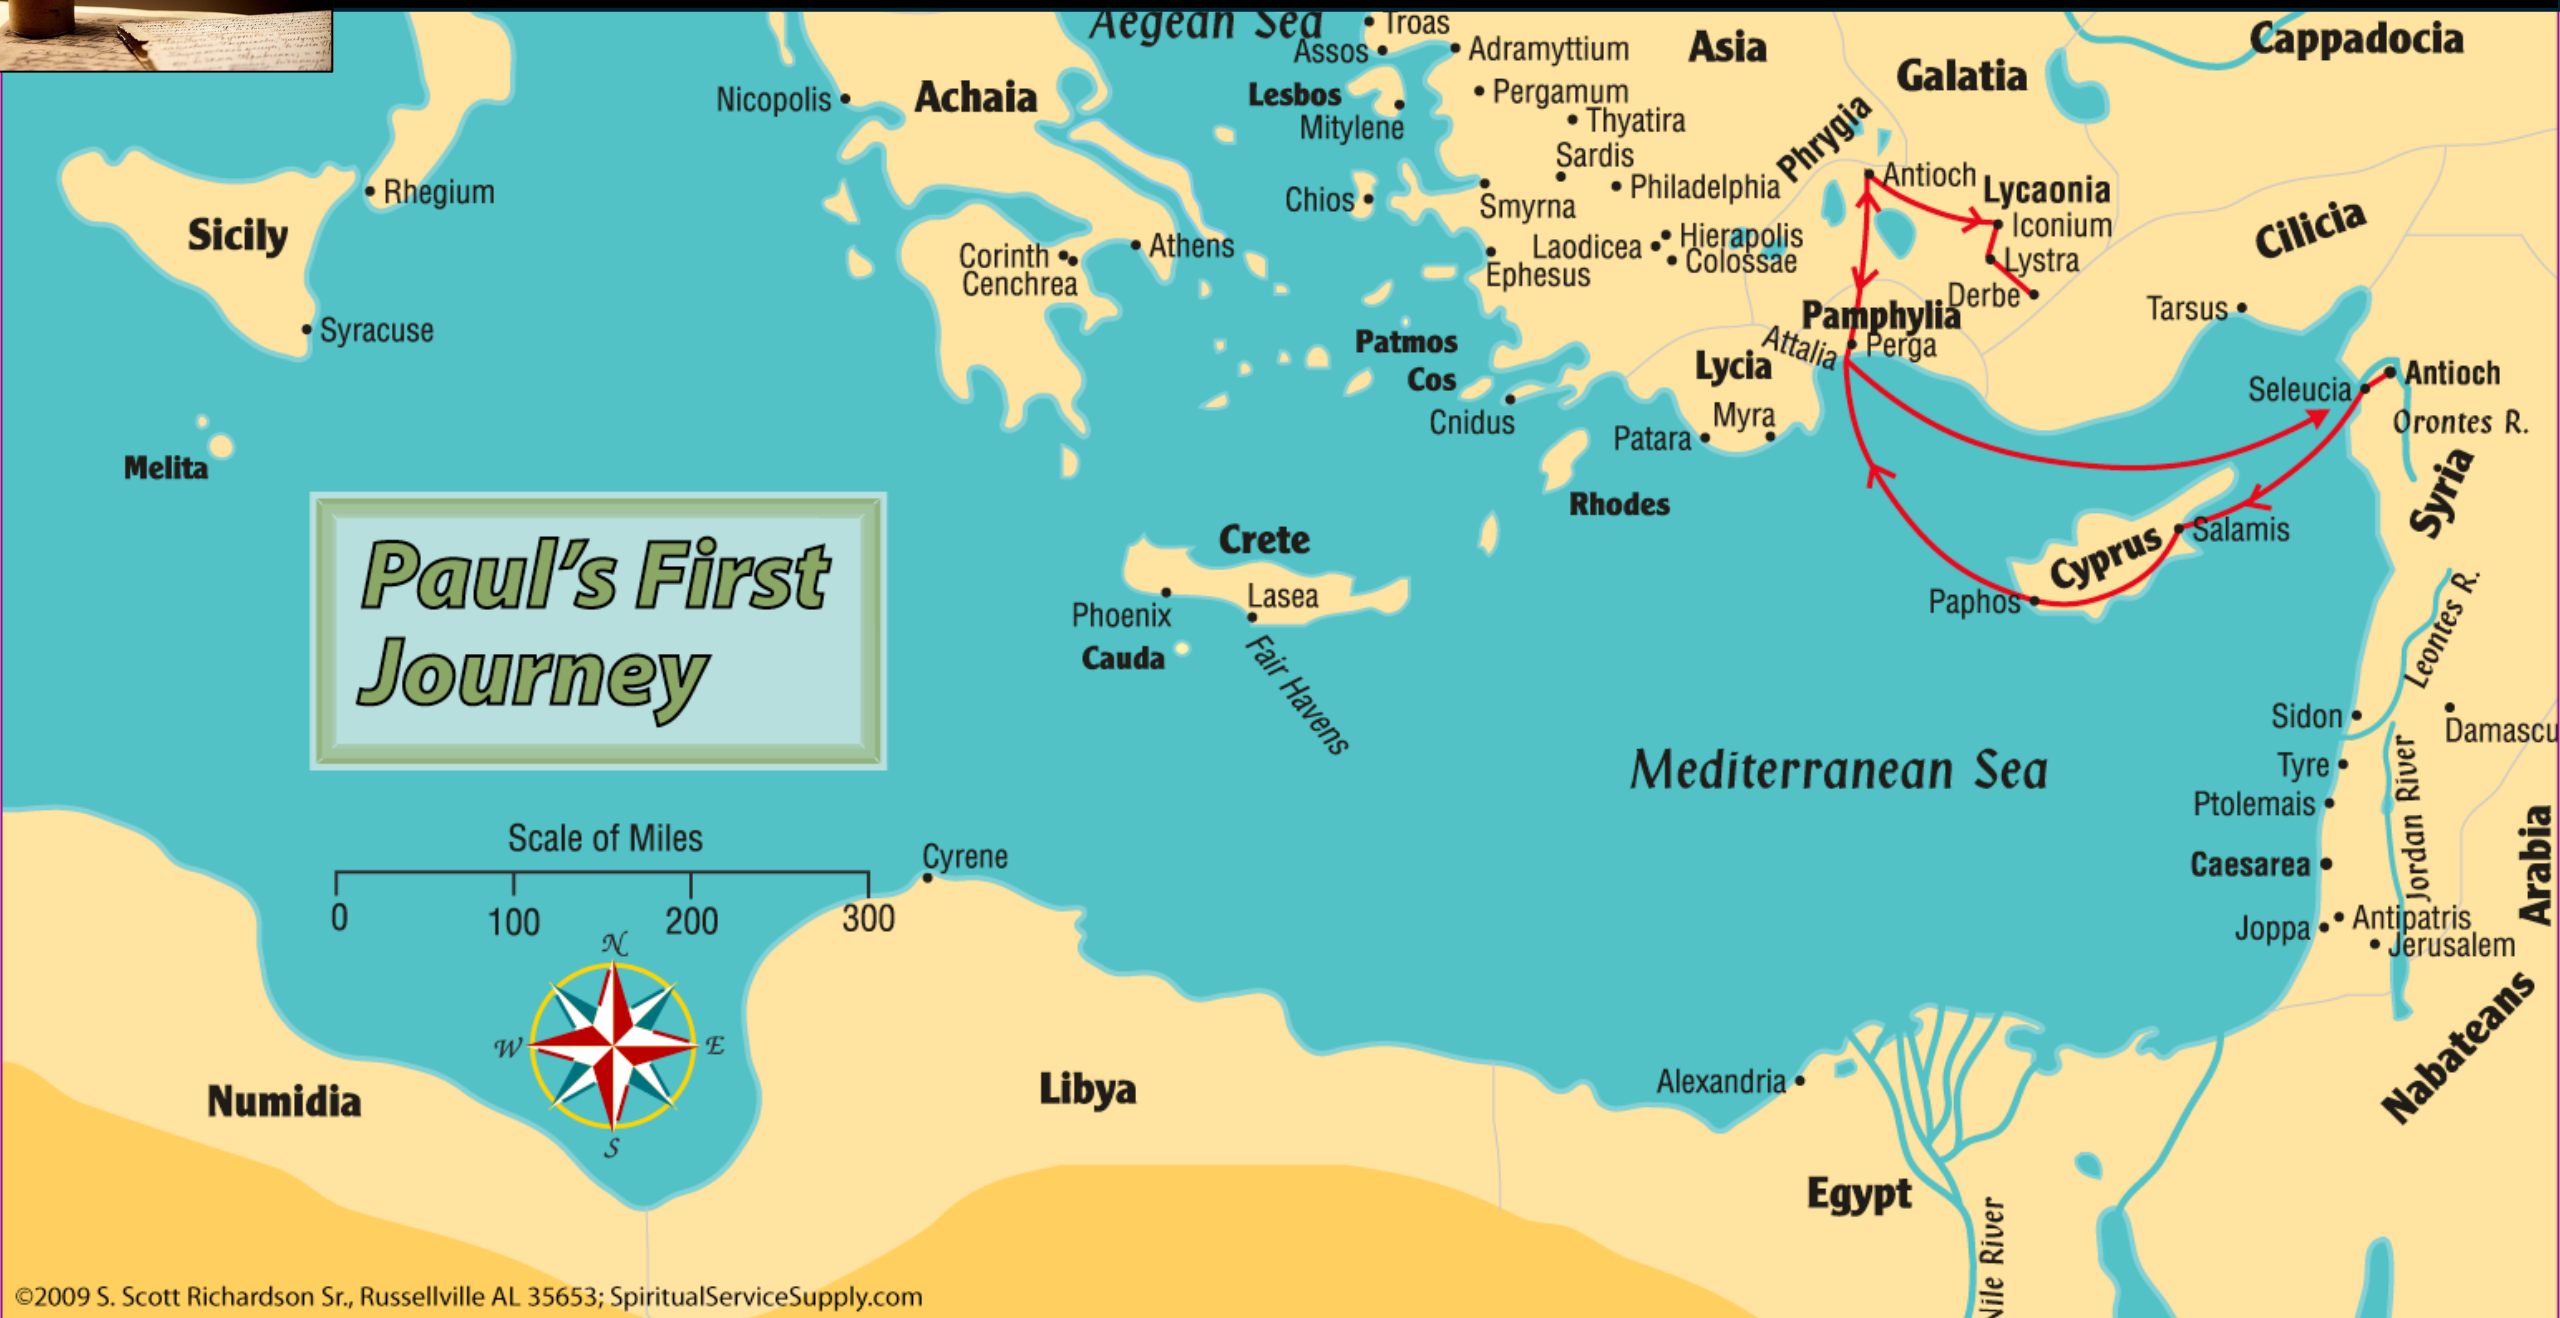 Aegean Sea
Troas
Assos
Adramyttium
Asia
Cappadocia
Galatia
Nicopolis
Achaia
Lesbos
Pergamum
Mitylene
Thyatira
Phrygia
Sardis
Rhegium
Chios
Smyrna
Philadelphia
Antioch
Lycaonia
Iconium
Sicily
Cilicia
Corinth
Cenchrea
Athens
Ephesus
Laodicea
Hierapolis
Colossae
Lystra
Derbe
Tarsus
Syracuse
Pamphylia
Patmos
Attalia
Perga
Lycia
Cos
Cnidus
Seleucia
Antioch
Orontes R.
Myra
Patara
Melita
Rhodes
Syria
Salamis
Cyprus
Crete
Paul's First
Journey
Phoenix
Lasea
Paphos
Leontes R.
Cauda
Fair Havens
Sidon
Damascu
Mediterranean Sea
Tyre
Jordan River
Ptolemais
Scale of Miles
Cyrene
Caesarea
Arabia
0 100 200 300
Antipatris
Joppa
Jerusalem
N
W E
S
Nabateans
Alexandria
Numidia
Libya
Egypt
Nile River
©2009 S. Scott Richardson Sr., Russellville AL 35653; SpiritualServiceSupply.com